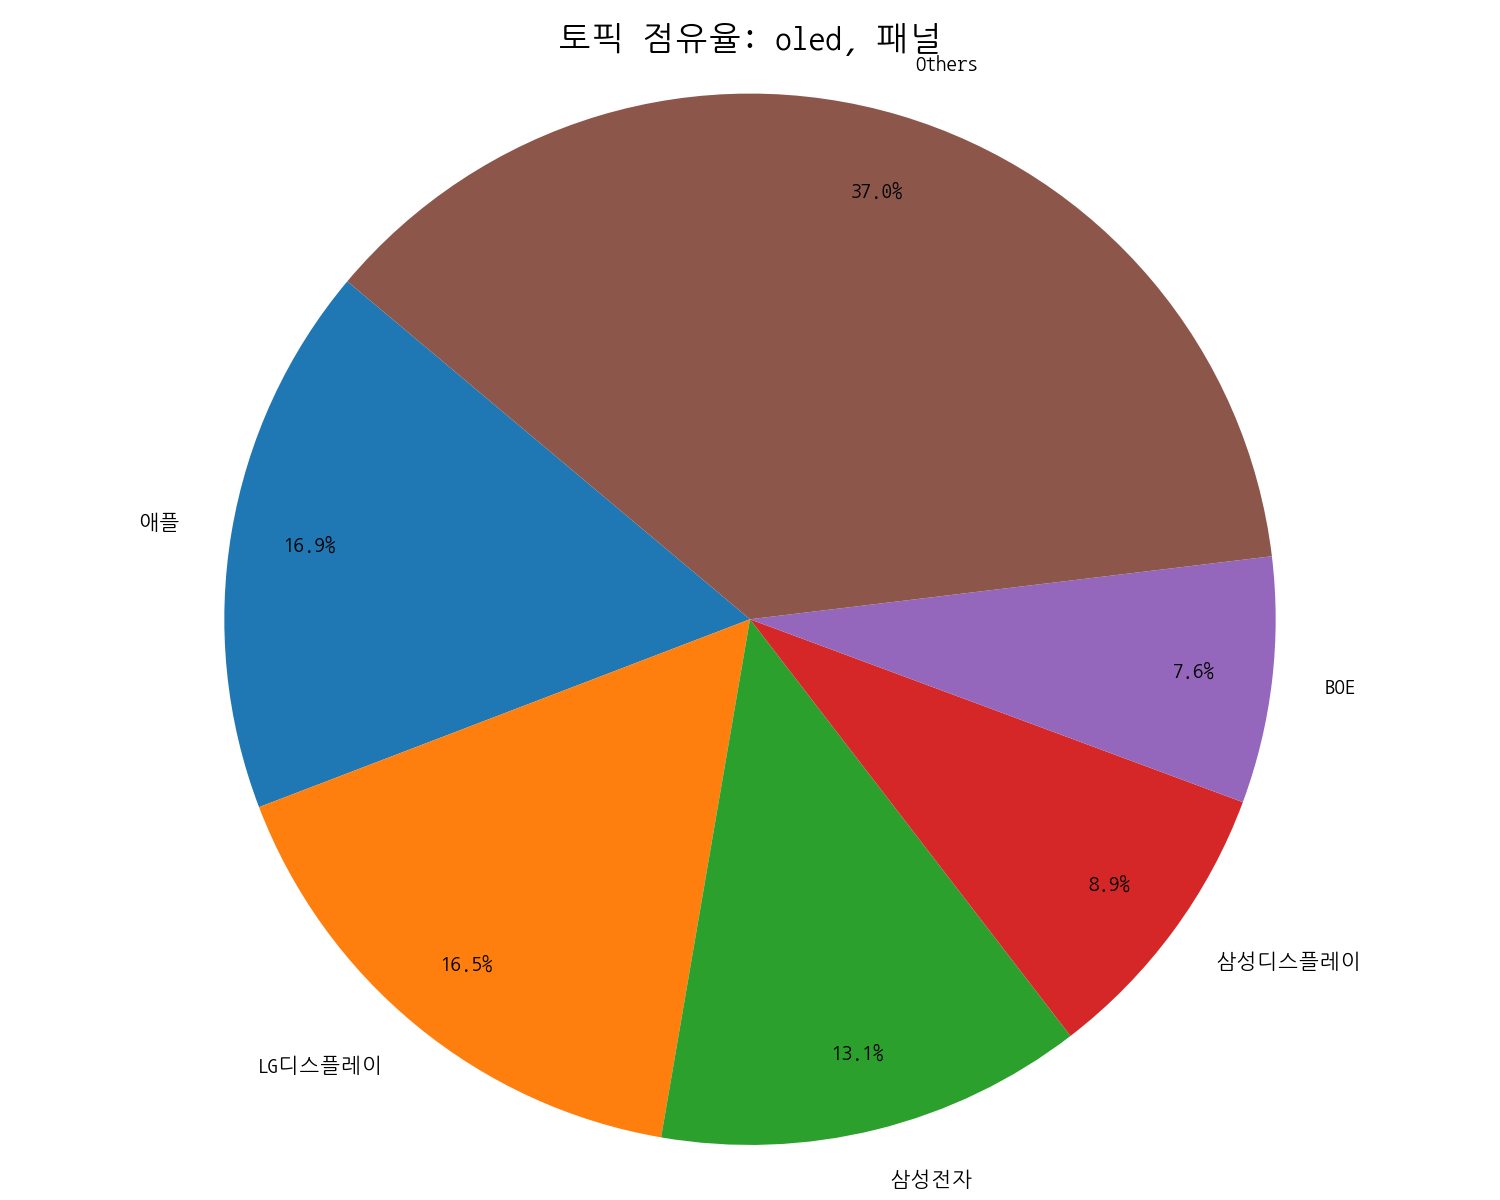 토픽 점유율: oled, 패널
Others
37.0%
애플
16.9%
7.6%
BOE
8.9%
삼성디스플레이
16.5%
LG디스플레이
13.1%
삼성전자